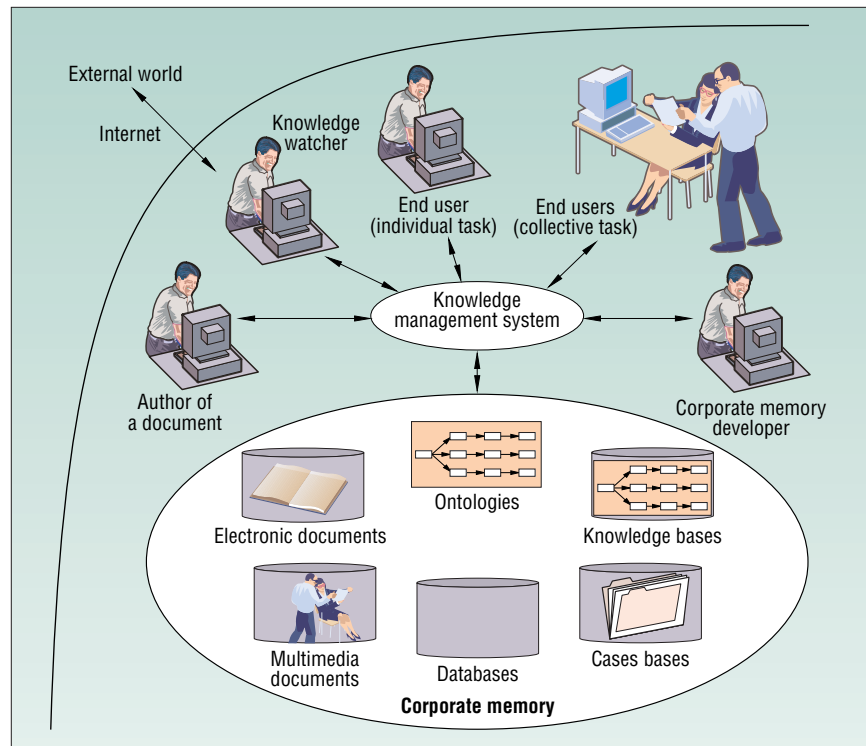 External world
Internet
Knowledge
watcher
End user
(individual task)
End users
(collective task)
Knowledge
management system
Author of
a document
Corporate memory
developer
Electronic documents
Ontologies
Knowledge bases
Multimedia
documents
Databases
Cases bases
Corporate memory